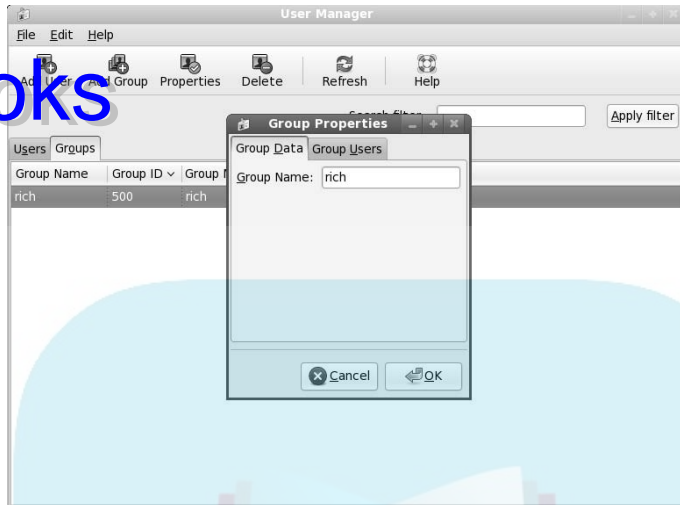 User Manager
File Edit Help
Add User Add Group Properties Delete Refresh Help
oks
Search filter Apply filter
Users Groups
Group Name Group ID Group
rich 500 rich
Group Properties
Group Data Group Users
Group Name: rich
Cancel OK